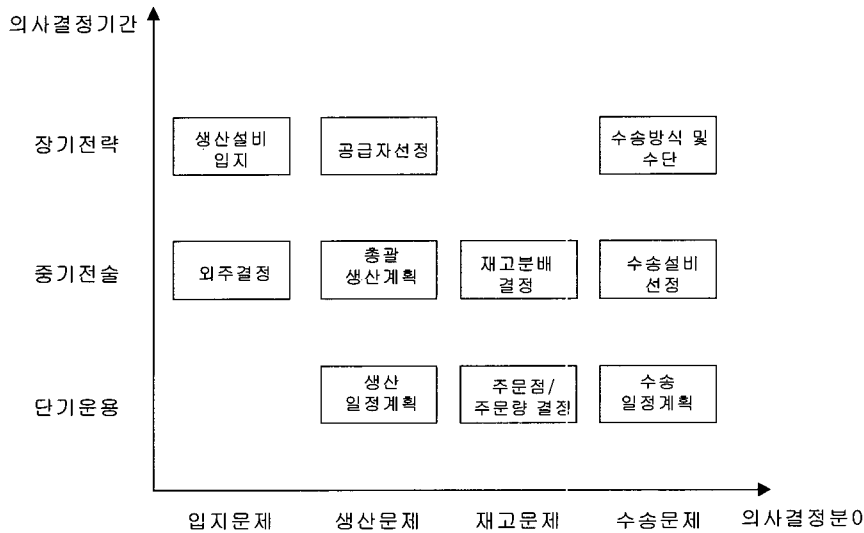 의사결정기간
장기전략
생산설비
입지
공급자선정
수송방식 및
수단
중기전술
외주결정
총괄
생산계획
재고분배
결정
수송설비
선정
단기운용
생산
일정계획
주문점/
주문량 결정
수송
일정계획
입지문제
생산문제
재고문제
수송문제
의사결정분0